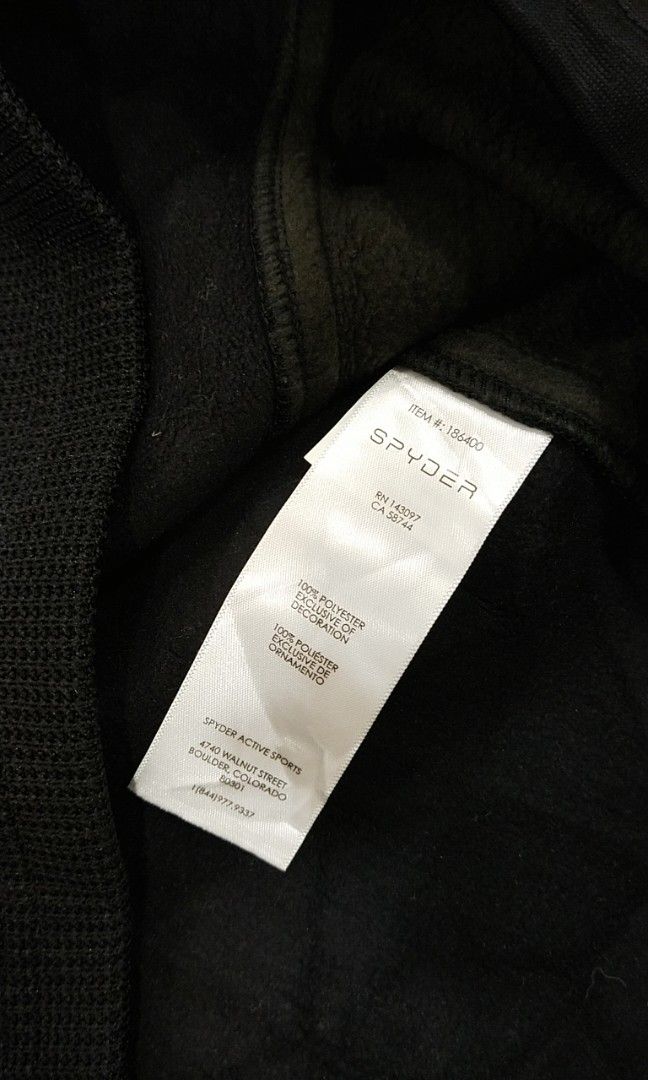 ITEM #: 186400
SPYDER
RN 143097
CA 58744
100% POLYESTER
EXCLUSIVE OF
DECORATION
100% POLIÉSTER
EXCLUSIVE DE
ORNAMENTO
SPYDER ACTIVE SPORTS
4740 WALNUT STREET
BOULDER, COLORADO
80301
1(844)977.9337